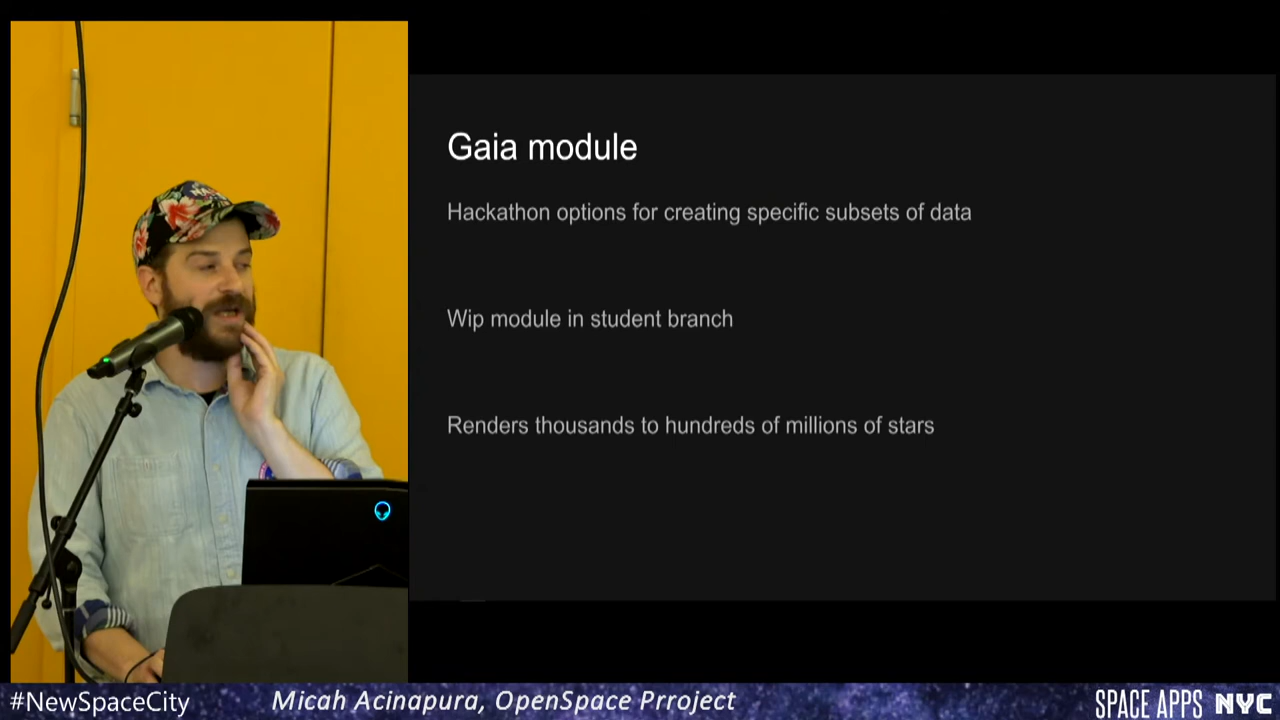 Gaia module
Hackathon options for creating specific subsets of data
Wip module in student branch
Renders thousands to hundreds of millions of stars
#NewSpaceCity
Micah Acinapura, OpenSpace Prroject
SPACE APPS NYC